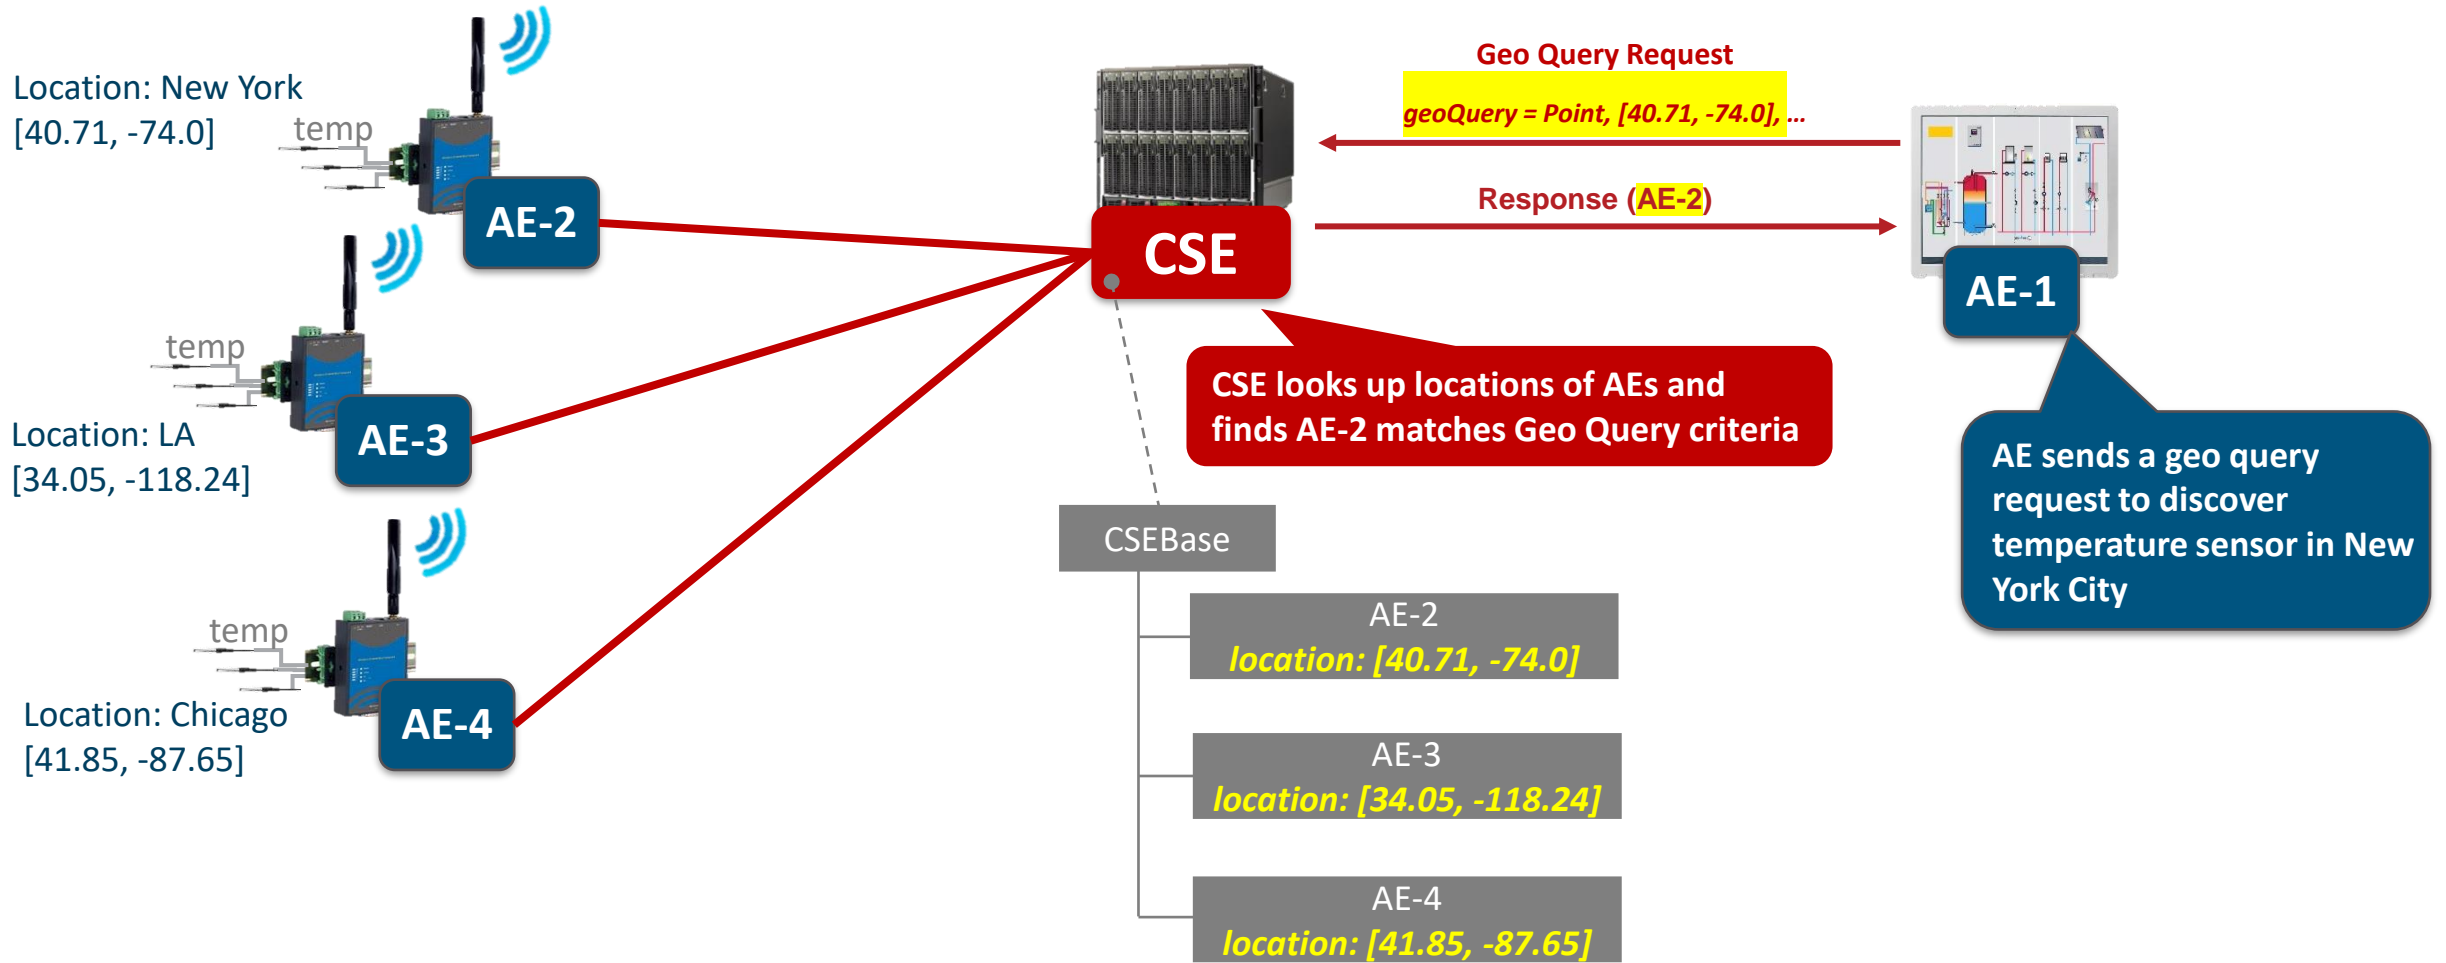 Location: New York
[40.71, -74.0]
temp
AE-2
temp
AE-3
Location: LA
[34.05, -118.24]
temp
Location: Chicago
[41.85, -87.65]
AE-4
CSE
Geo Query Request
geoQuery = Point, [40.71, -74.0], ...
Response (AE-2)
AE-1
CSE looks up locations of AEs and
finds AE-2 matches Geo Query criteria
AE sends a geo query
request to discover
temperature sensor in New
York City
CSEBase
AE-2
location: [40.71, -74.0]
AE-3
location: [34.05, -118.24]
AE-4
location: [41.85, -87.65]